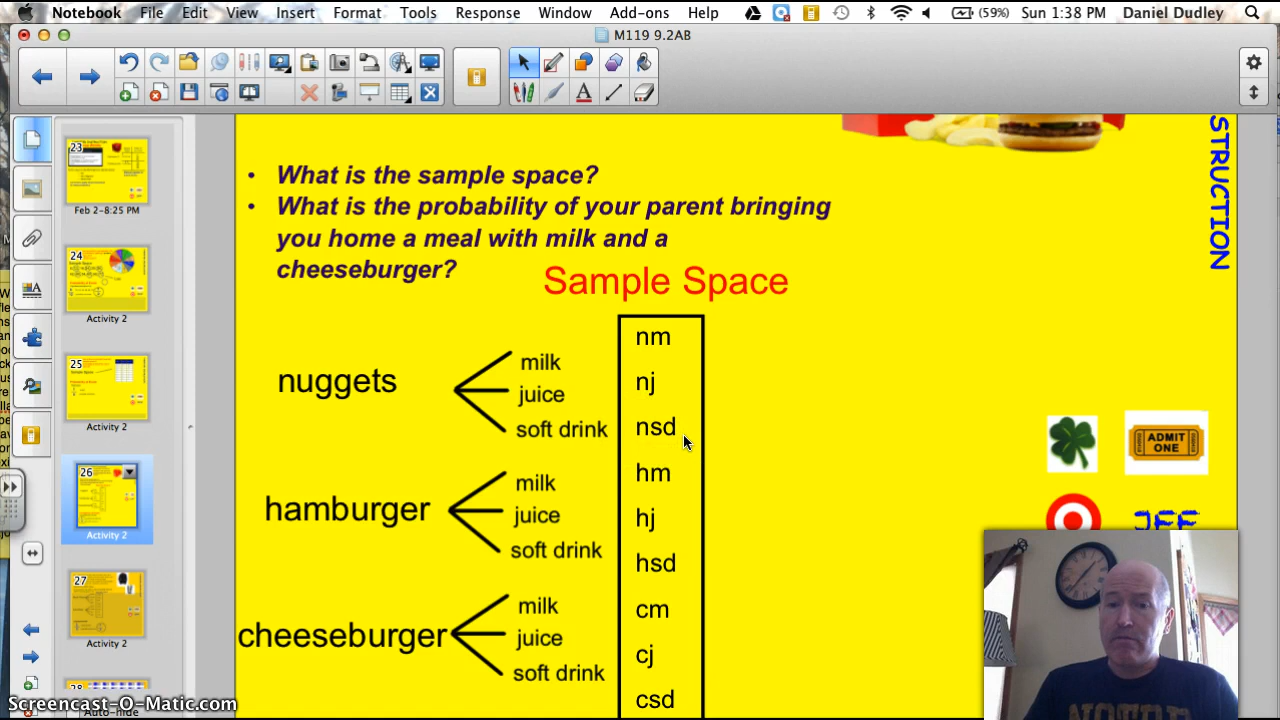 Notebook File Edit View Insert Format Tools Response Window Add-ons Help (59%) Sun 1:38 PM Daniel Dudley
M119 9.2AB
23
Feb 2-8:25 PM
24
Activity 2
25
Activity 2
26
Activity 2
27
Activity 2
28
Auto-hide
STRUCTION
• What is the sample space?
• What is the probability of your parent bringing
you home a meal with milk and a
cheeseburger?
Sample Space
nuggets
milk
juice
soft drink
hamburger
milk
juice
soft drink
cheeseburger
milk
juice
soft drink
nm
nj
nsd
hm
hj
hsd
cm
cj
csd
ADMIT
ONE
Screencast-O-Matic.com